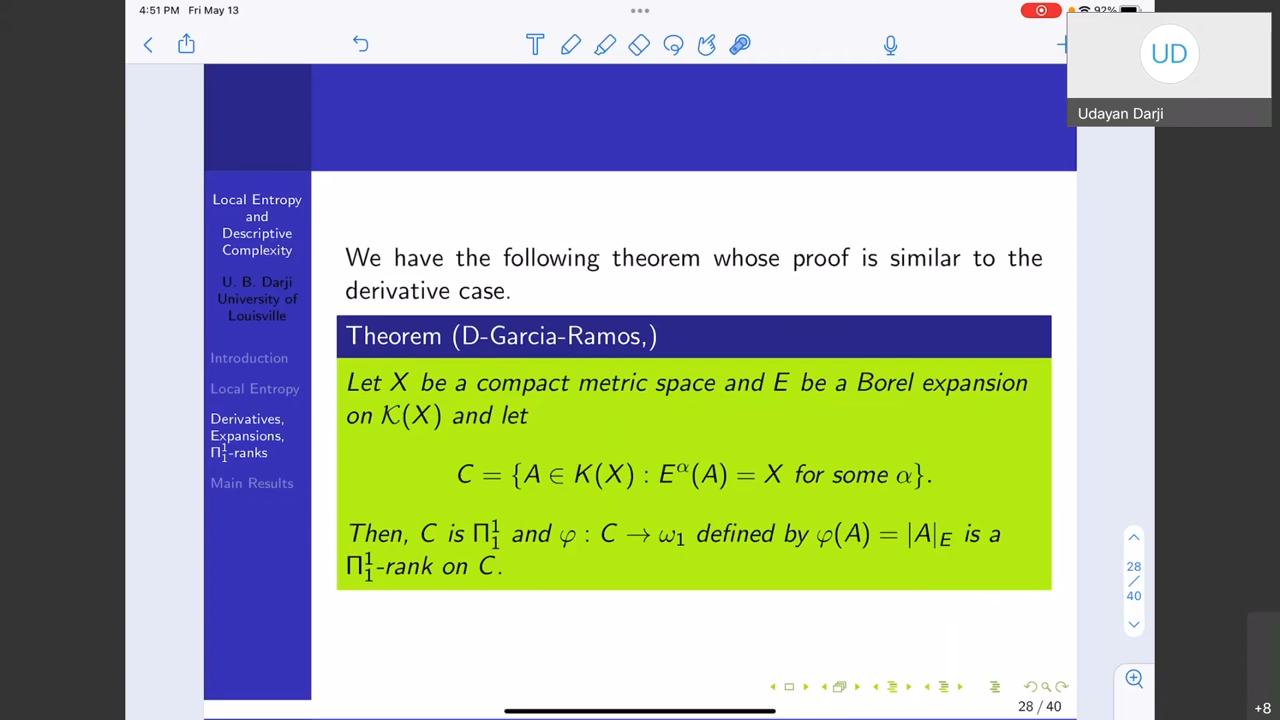 4:51 PM Fri May 13
92%
UD
Udayan Darji
Local Entropy
and
Descriptive
Complexity
U. B. Darji
University of
Louisville
Introduction
Local Entropy
Derivatives,
Expansions,
Π¹₁-ranks
Main Results
We have the following theorem whose proof is similar to the
derivative case.
Theorem (D-Garcia-Ramos,)
Let X be a compact metric space and E be a Borel expansion
on 𝒦(X) and let
C = {A ∈ K(X) : E^α(A) = X for some α}.
Then, C is Π¹₁ and φ : C → ω₁ defined by φ(A) = |A|_E is a
Π¹₁-rank on C.
28
/
40
28 / 40
+8